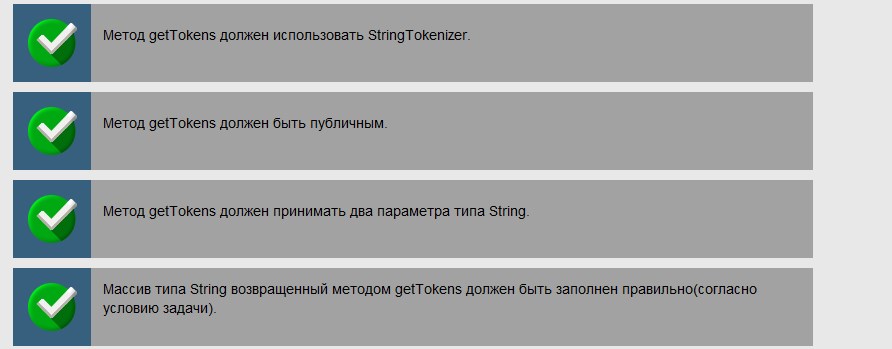 Метод getTokens должен использовать StringTokenizer.
Метод getTokens должен быть публичным.
Метод getTokens должен принимать два параметра типа String.
Массив типа String возвращенный методом getTokens должен быть заполнен правильно(согласно
условию задачи).